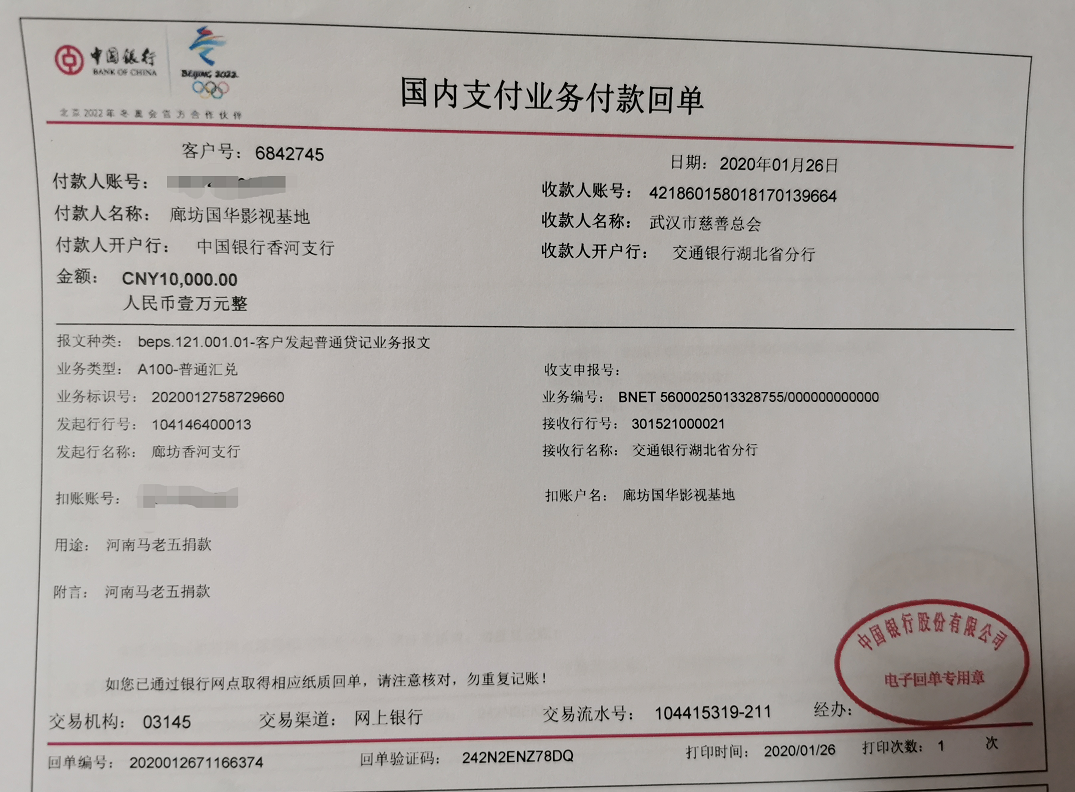 中国银行
BANK OF CHINA
BEIJING 2022
北京2022年冬奥会官方合作伙伴
国内支付业务付款回单
客户号：6842745
日期：2020年01月26日
付款人账号：
收款人账号：421860158018170139664
付款人名称：廊坊国华影视基地
收款人名称：武汉市慈善总会
付款人开户行：中国银行香河支行
收款人开户行：交通银行湖北省分行
金额：CNY10,000.00
人民币壹万元整
报文种类：beps.121.001.01-客户发起普通贷记业务报文
业务类型：A100-普通汇兑
收支申报号：
业务标识号：2020012758729660
业务编号：BNET 5600025013328755/000000000000
发起行行号：104146400013
接收行行号：301521000021
发起行名称：廊坊香河支行
接收行名称：交通银行湖北省分行
扣账账号：
扣账户名：廊坊国华影视基地
用途：河南马老五捐款
附言：河南马老五捐款
中国银行股份有限公司
电子回单专用章
如您已通过银行网点取得相应纸质回单，请注意核对，勿重复记账！
交易机构：03145 交易渠道：网上银行 交易流水号：104415319-211 经办：
回单编号：2020012671166374 回单验证码：242N2ENZ78DQ 打印时间：2020/01/26 打印次数：1 次